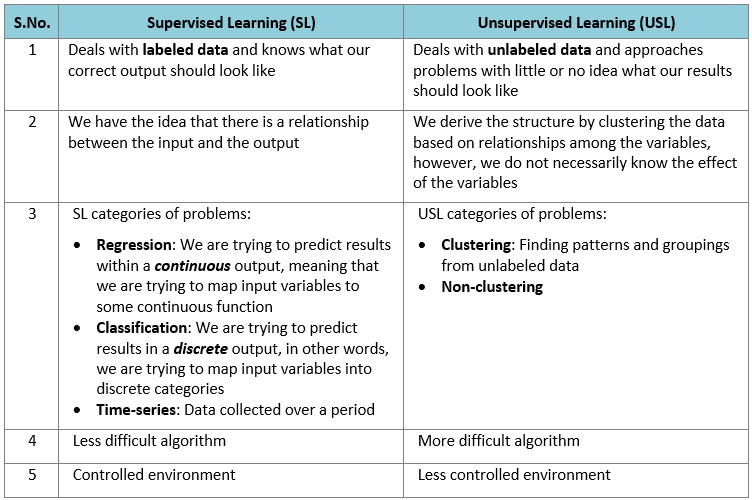 S.No.
Supervised Learning (SL)
Unsupervised Learning (USL)
1
Deals with labeled data and knows what our
correct output should look like
Deals with unlabeled data and approaches
problems with little or no idea what our results
should look like
2
We have the idea that there is a relationship
between the input and the output
We derive the structure by clustering the data
based on relationships among the variables,
however, we do not necessarily know the effect
of the variables
3
SL categories of problems:
• Regression: We are trying to predict results
within a continuous output, meaning that
we are trying to map input variables to
some continuous function
• Classification: We are trying to predict
results in a discrete output, in other words,
we are trying to map input variables into
discrete categories
• Time-series: Data collected over a period
USL categories of problems:
• Clustering: Finding patterns and groupings
from unlabeled data
• Non-clustering
4
Less difficult algorithm
More difficult algorithm
5
Controlled environment
Less controlled environment